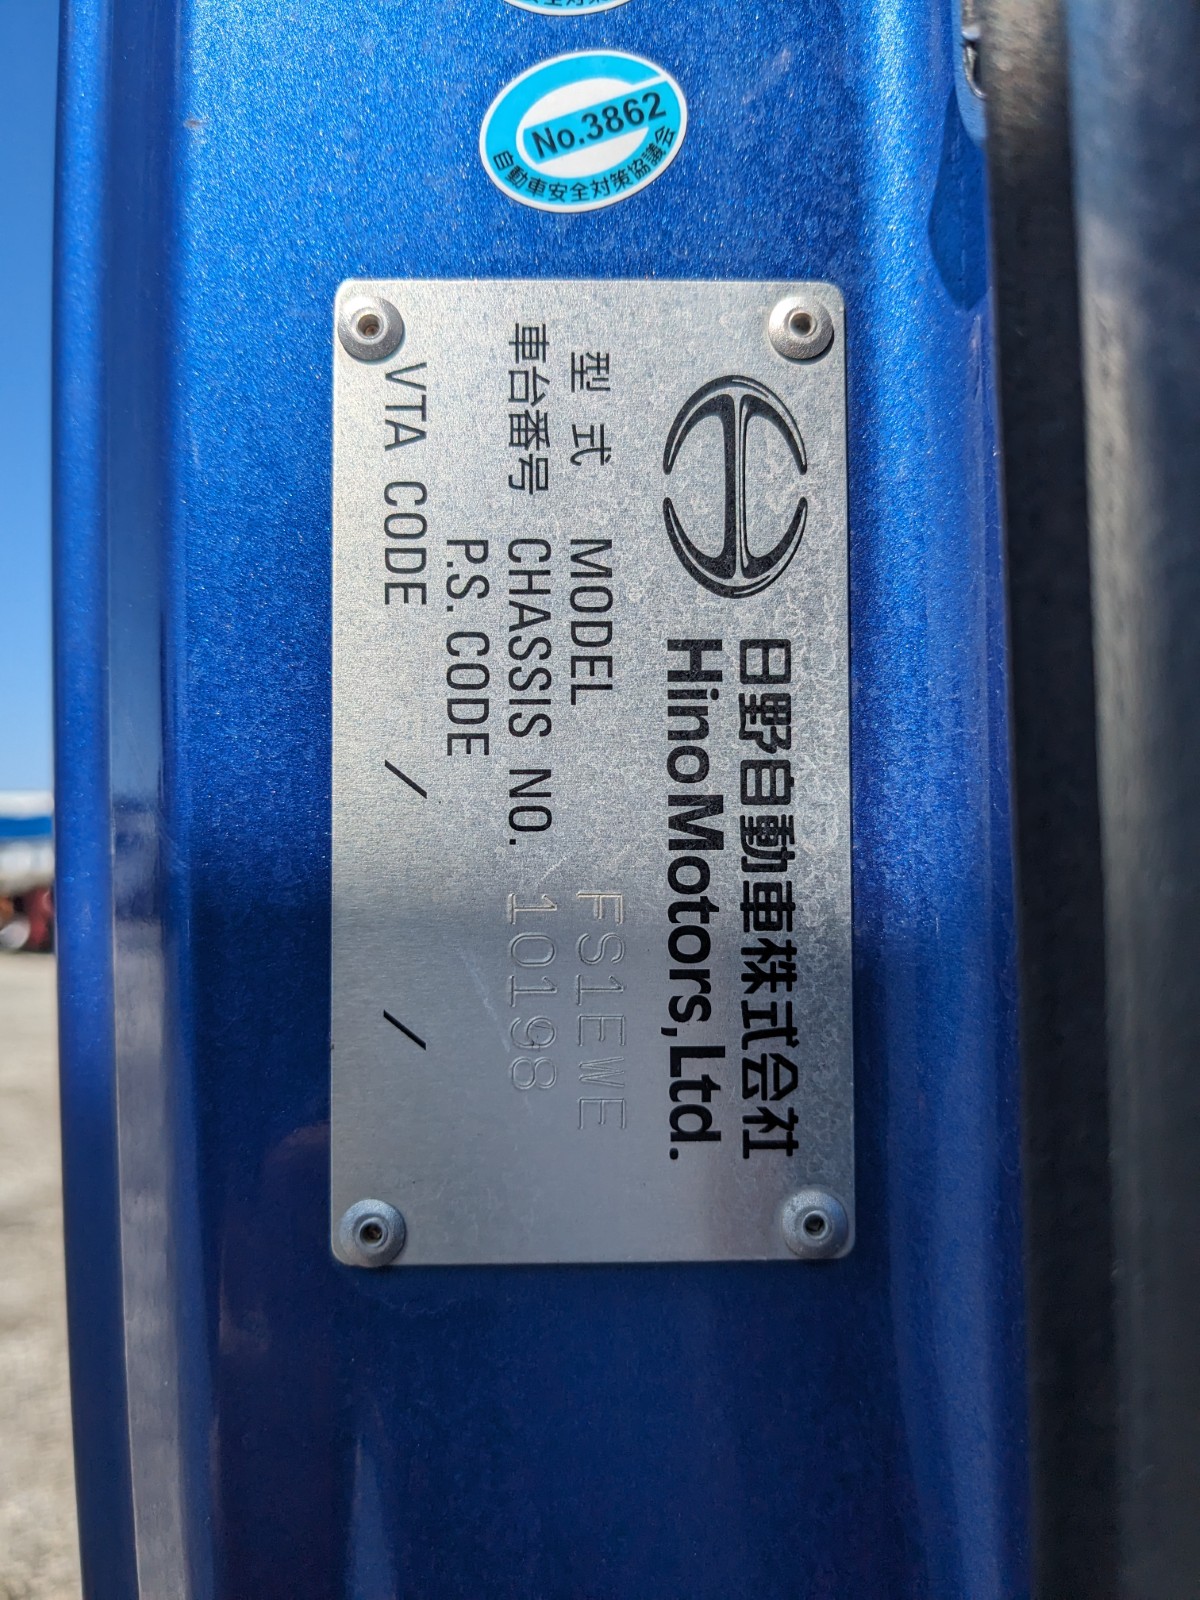 No.3862
自動車安全対策協議会
日野自動車株式会社
Hino Motors, Ltd.
型式 MODEL FS1EWE
車台番号 CHASSIS NO. 10198
P.S. CODE
VTA CODE / /